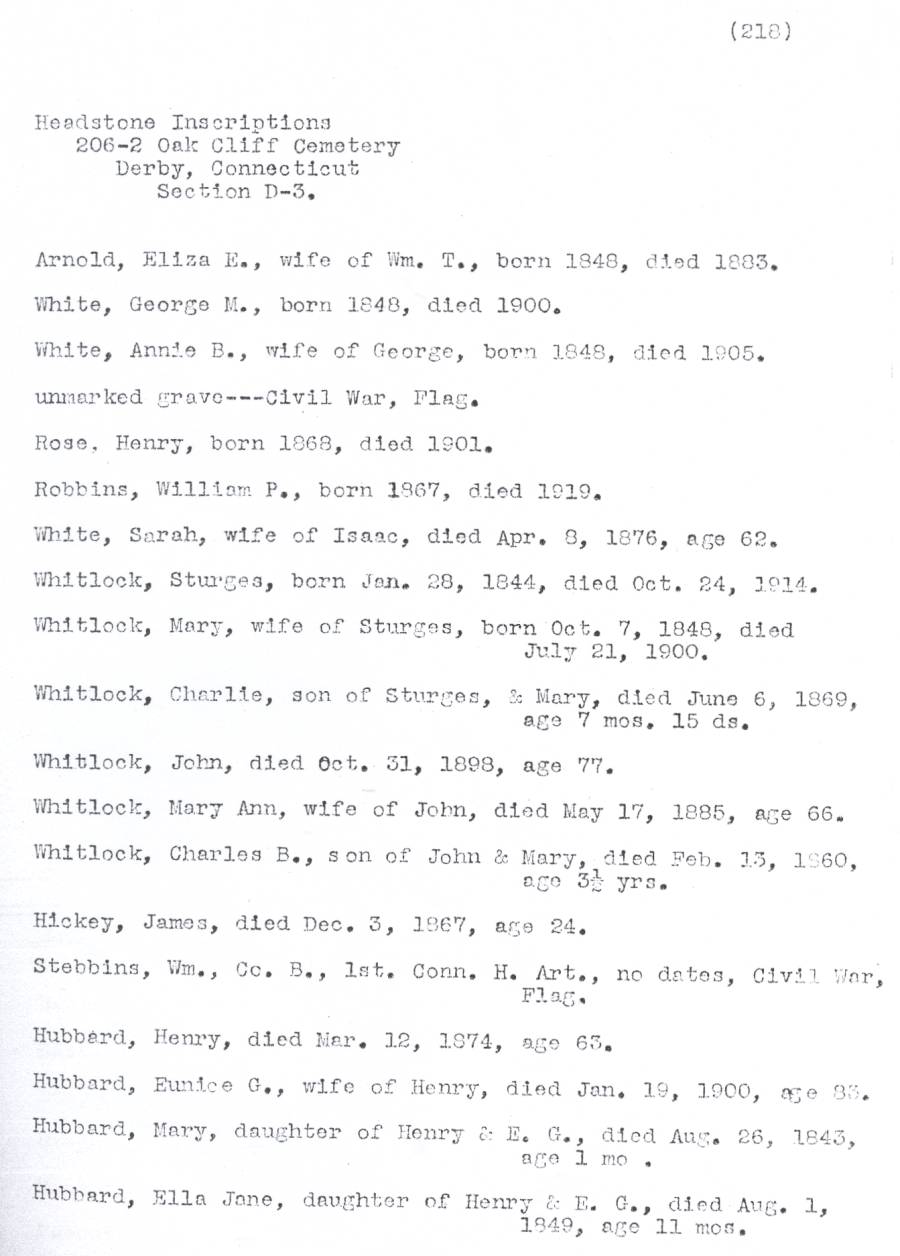 (218)
Headstone Inscriptions
206-2 Oak Cliff Cemetery
Derby, Connecticut
Section D-3.
Arnold, Eliza E., wife of Wm. T., born 1848, died 1883.
White, George M., born 1848, died 1900.
White, Annie B., wife of George, born 1848, died 1905.
unmarked grave---Civil War, Flag.
Rose, Henry, born 1868, died 1901.
Robbins, William P., born 1867, died 1919.
White, Sarah, wife of Isaac, died Apr. 8, 1876, age 62.
Whitlock, Sturges, born Jan. 28, 1844, died Oct. 24, 1914.
Whitlock, Mary, wife of Sturges, born Oct. 7, 1848, died
July 21, 1900.
Whitlock, Charlie, son of Sturges, & Mary, died June 6, 1869,
age 7 mos. 15 ds.
Whitlock, John, died Oct. 31, 1898, age 77.
Whitlock, Mary Ann, wife of John, died May 17, 1885, age 66.
Whitlock, Charles B., son of John & Mary, died Feb. 13, 1860,
age 3½ yrs.
Hickey, James, died Dec. 3, 1867, age 24.
Stebbins, Wm., Co. B., 1st. Conn. H. Art., no dates, Civil War,
Flag.
Hubbard, Henry, died Mar. 12, 1874, age 63.
Hubbard, Eunice G., wife of Henry, died Jan. 19, 1900, age
Hubbard, Mary, daughter of Henry & E. G., died Aug. 26, 1843,
age 1 mo .
Hubbard, Ella Jane, daughter of Henry & E. G., died Aug. 1,
1849, age 11 mos.